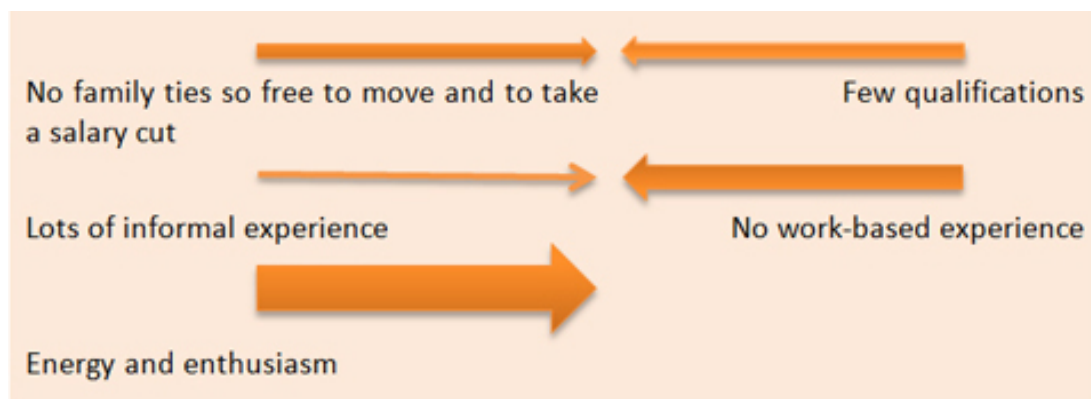 No family ties so free to move and to take
a salary cut
Few qualifications
Lots of informal experience
No work-based experience
Energy and enthusiasm